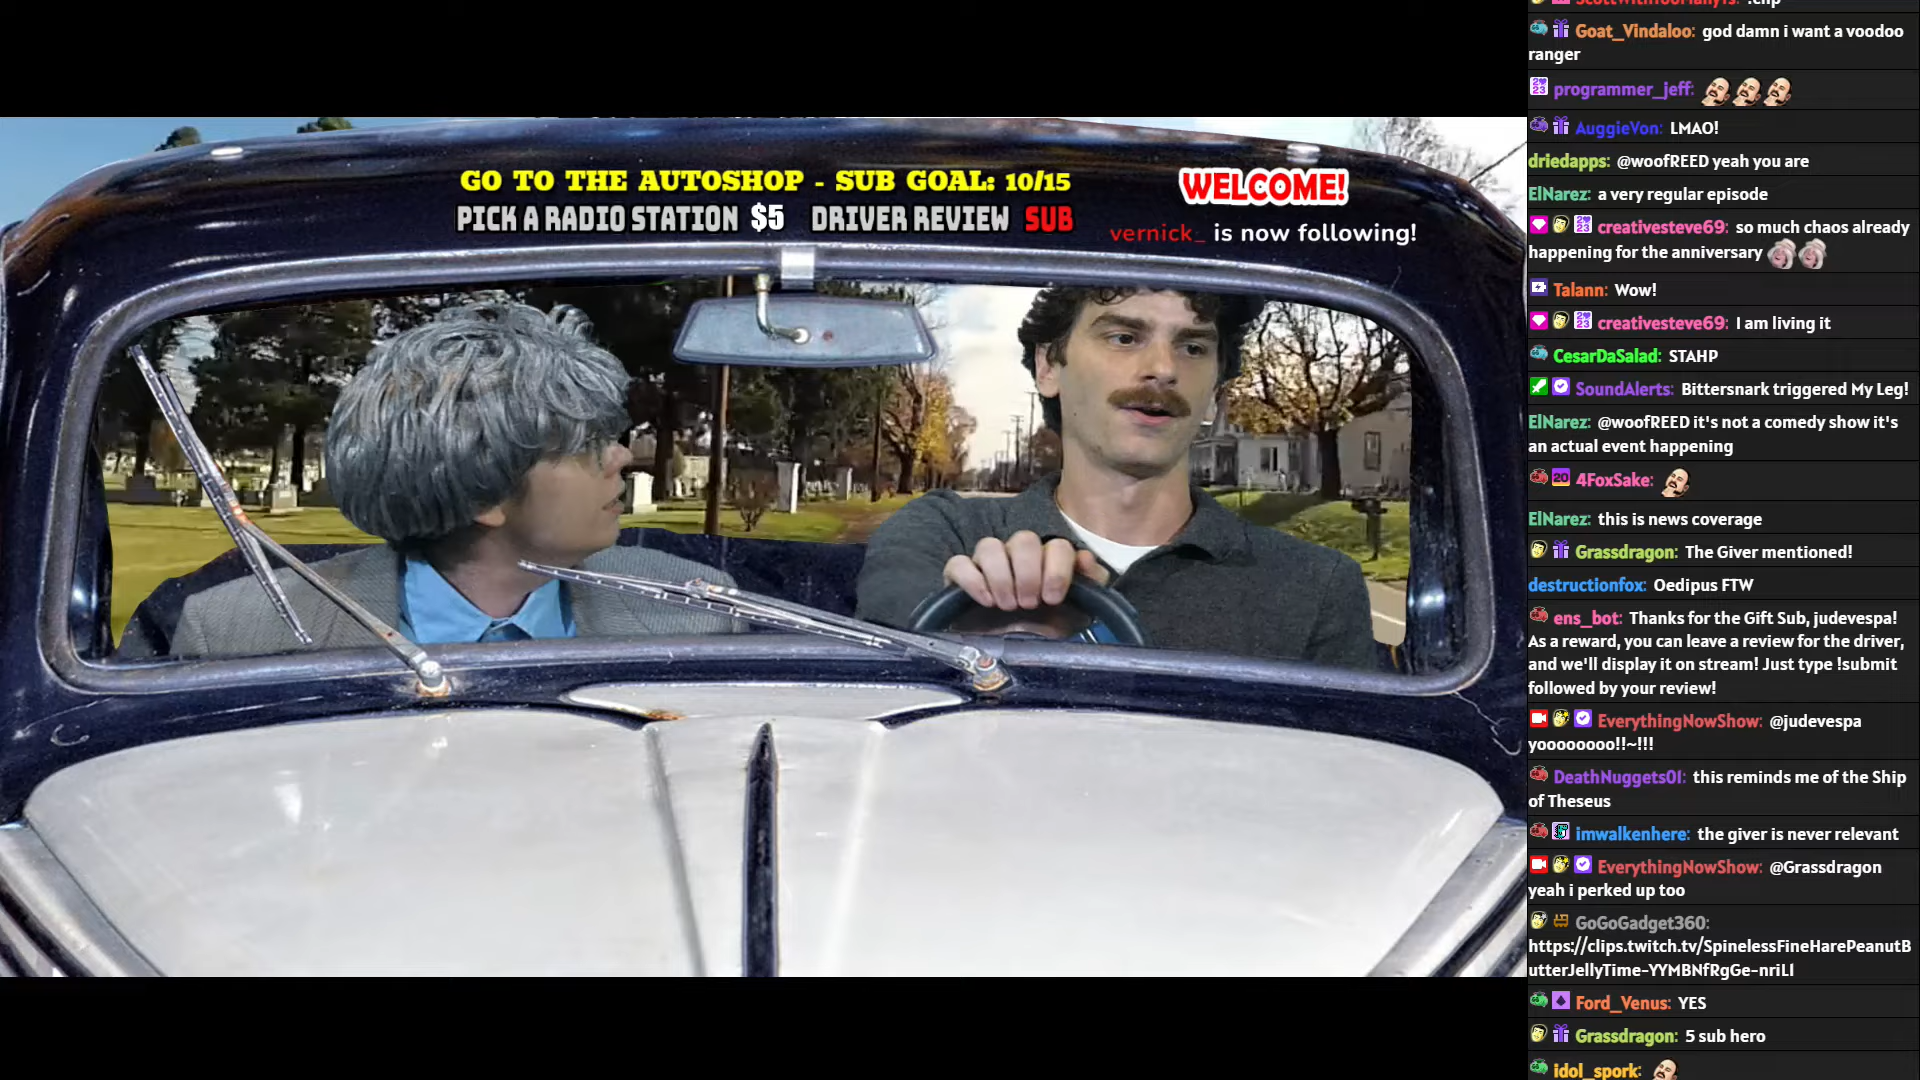 GO TO THE AUTOSHOP - SUB GOAL: 10/15
PICK A RADIO STATION $5 DRIVER REVIEW SUB
WELCOME!
vernick_ is now following!
Goat_Vindaloo: god damn i want a voodoo
ranger
programmer_jeff:
AuggieVon: LMAO!
driedapps: @woofREED yeah you are
ElNarez: a very regular episode
creativesteve69: so much chaos already
happening for the anniversary
Talann: Wow!
creativesteve69: I am living it
CesarDaSalad: STAHP
SoundAlerts: Bittersnark triggered My Leg!
ElNarez: @woofREED it's not a comedy show it's
an actual event happening
20 4FoxSake:
ElNarez: this is news coverage
Grassdragon: The Giver mentioned!
destructionfox: Oedipus FTW
ens_bot: Thanks for the Gift Sub, judevespa!
As a reward, you can leave a review for the driver,
and we'll display it on stream! Just type !submit
followed by your review!
EverythingNowShow: @judevespa
yoooooooo!!~!!!
DeathNuggets01: this reminds me of the Ship
of Theseus
imwalkenhere: the giver is never relevant
EverythingNowShow: @Grassdragon
yeah i perked up too
GoGoGadget360:
https://clips.twitch.tv/SpinelessFineHarePeanutB
utterJellyTime-YYMBNfRgGe-nriLl
Ford_Venus: YES
Grassdragon: 5 sub hero
idol_spork: